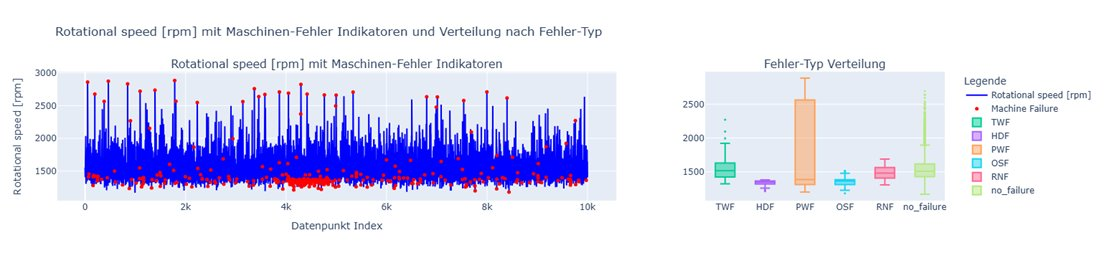 Rotational speed [rpm] mit Maschinen-Fehler Indikatoren und Verteilung nach Fehler-Typ
Rotational speed [rpm] mit Maschinen-Fehler Indikatoren
Rotational speed [rpm]
3000
2500
2000
1500
0
2k
4k
6k
8k
10k
Datenpunkt Index
Fehler-Typ Verteilung
2500
2000
1500
TWF
HDF
PWF
OSF
RNF
no_failure
Legende
Rotational speed [rpm]
Machine Failure
TWF
HDF
PWF
OSF
RNF
no_failure